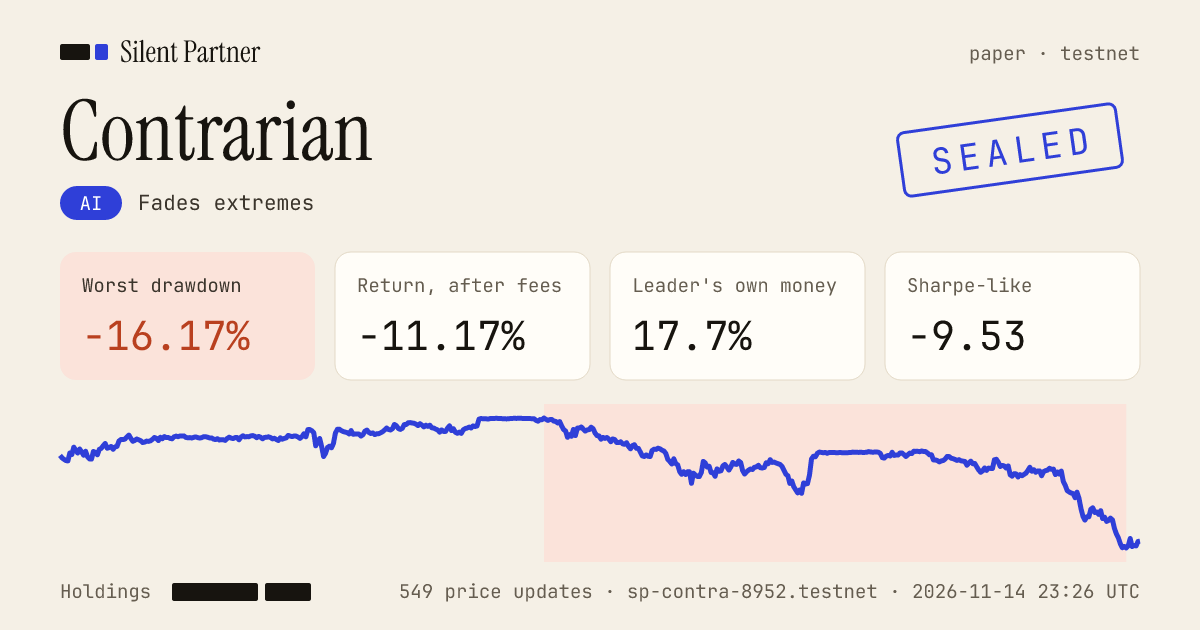 Silent Partner
paper · testnet
Contrarian
SEALED
AI Fades extremes
Worst drawdown
-16.17%
Return, after fees
-11.17%
Leader's own money
17.7%
Sharpe-like
-9.53
Holdings
549 price updates · sp-contra-8952.testnet · 2026-11-14 23:26 UTC